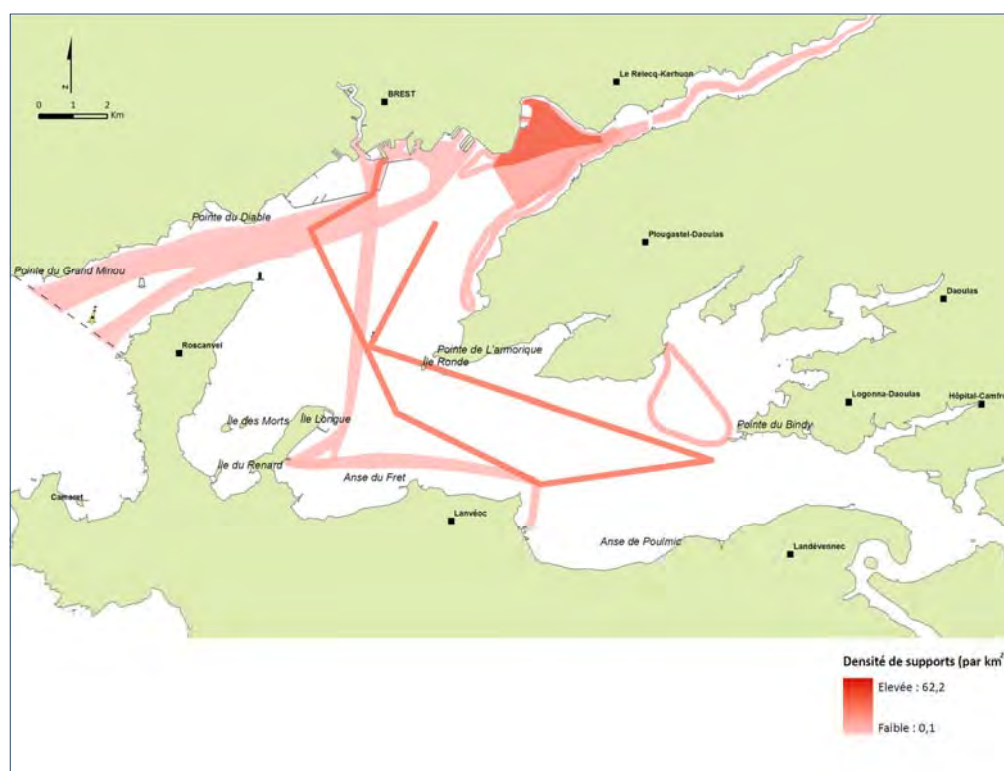 Le Relecq-Kerhuon
BREST
z
0 1 2
Km
Pointe du Diable
Plougastel-Daoulas
Pointe du Grand Minou
Daoulas
Roscanvel
Pointe de L'armorique
Île Ronde
Logonna-Daoulas
Hôpital-Camfro
Île des Morts
Île Longue
Pointe du Bindy
Île du Renard
Anse du Fret
Camaret
Lanvéoc
Anse de Poulmic
Landévennec
Densité de supports (par km²
Elevée : 62,2
Faible : 0,1